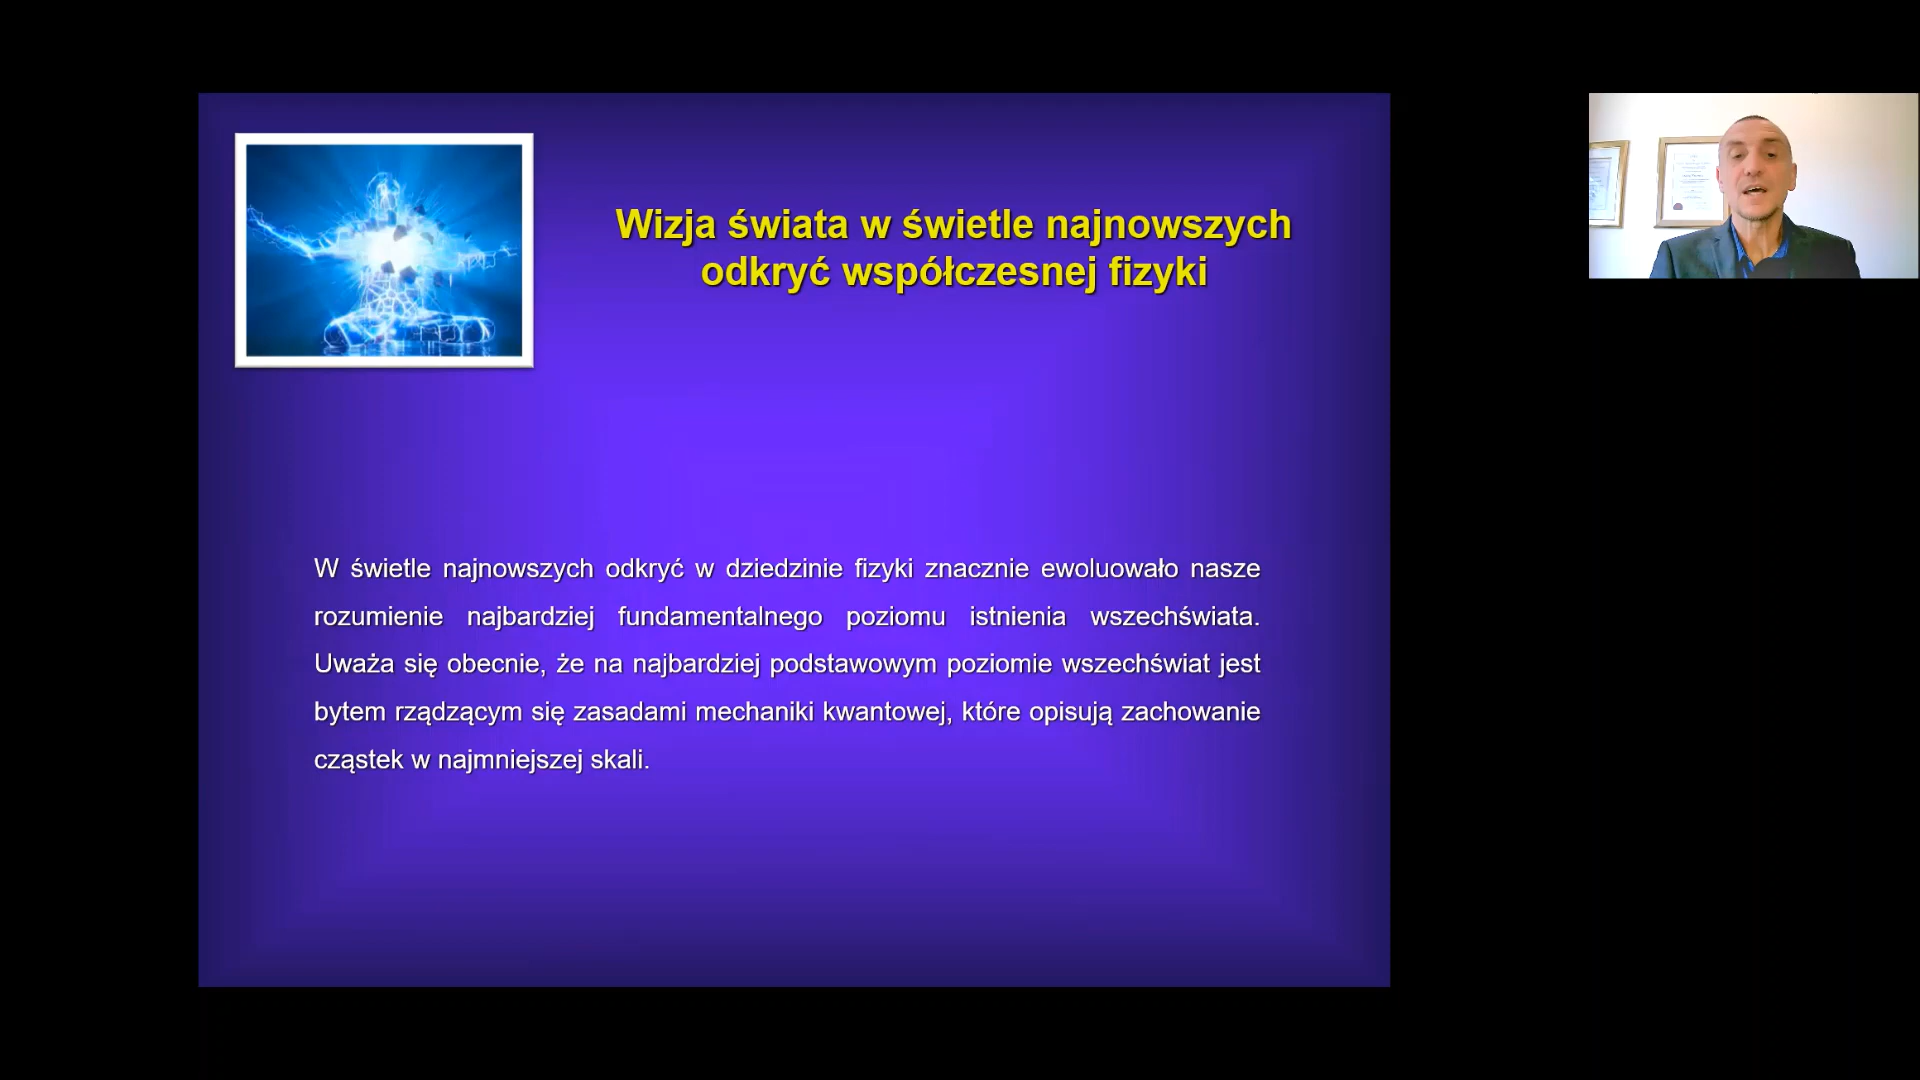 Wizja świata w świetle najnowszych
odkryć współczesnej fizyki
W świetle najnowszych odkryć w dziedzinie fizyki znacznie ewoluowało nasze
rozumienie najbardziej fundamentalnego poziomu istnienia wszechświata.
Uważa się obecnie, że na najbardziej podstawowym poziomie wszechświat jest
bytem rządzącym się zasadami mechaniki kwantowej, które opisują zachowanie
cząstek w najmniejszej skali.